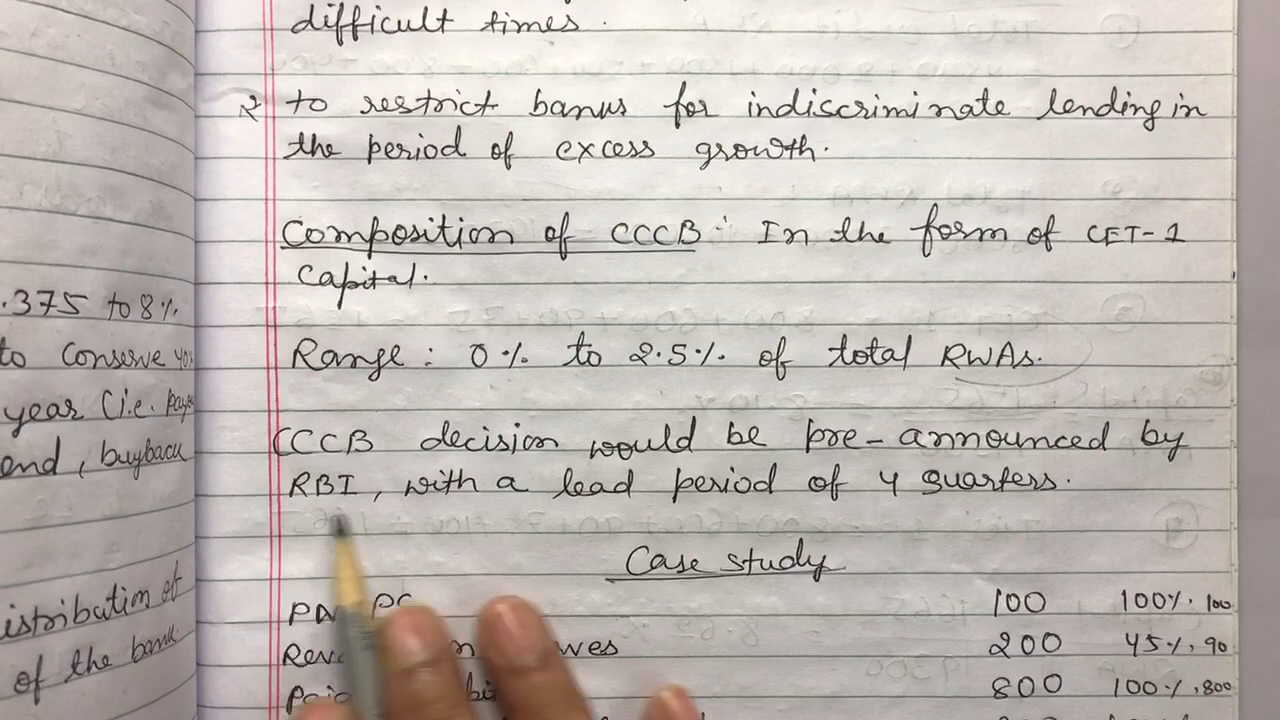 difficult times.
2 to restrict banks for indiscriminate lending in
the period of excess growth.
Composition of CCCB: In the form of CET-1
Capital.
Range: 0% to 2.5% of total RWAs.
CCCB decision would be pre-announced by
RBI, with a lead period of 4 quarters.
Case study
100 100%. 100
200 45%, 90
800 100%, 800
.375 to 8%.
to conserve 40%
year (i.e.
end, buyback
istribution of
of the bank.